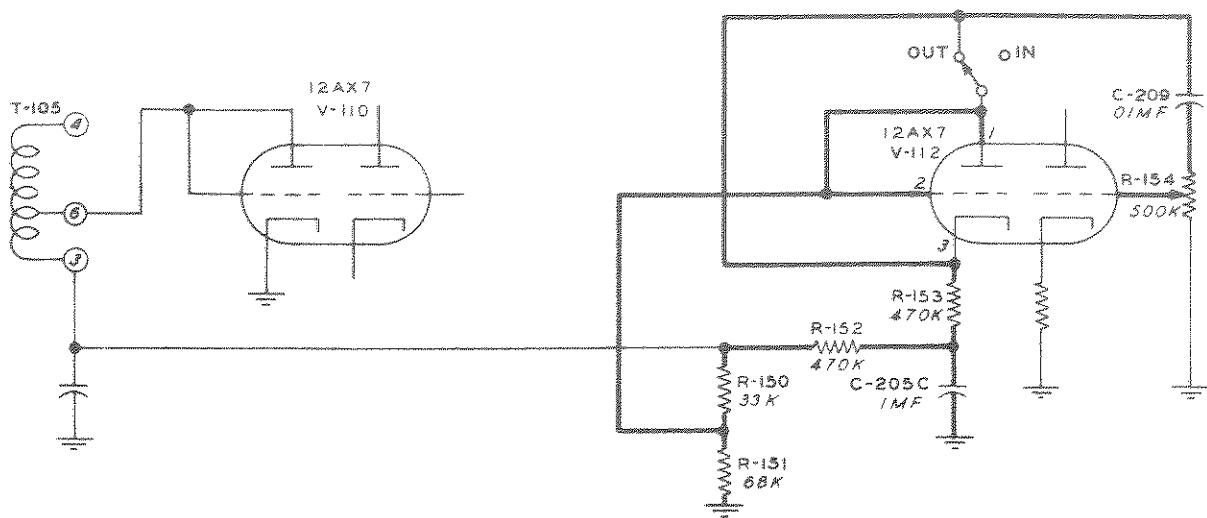 OUT
IN
T-105
12AX7
V-110
C-209
.01MF
4
12AX7
V-112
1
2
R-154
500K
6
3
3
R-153
470K
R-152
470K
R-150
33K
C-205C
.1MF
R-151
68K